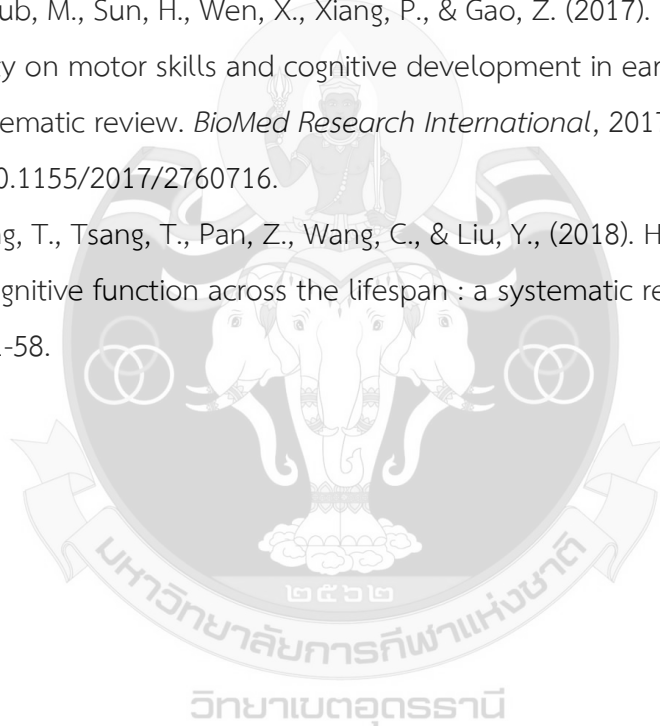 ub, M., Sun, H., Wen, X., Xiang, P., & Gao, Z. (2017).
y on motor skills and cognitive development in ear
tematic review. BioMed Research International, 2017
0.1155/2017/2760716.
g, T., Tsang, T., Pan, Z., Wang, C., & Liu, Y., (2018). H
gnitive function across the lifespan : a systematic re
-58.
๒๕๖๒
มหาวิทยาลัยการกีฬาแห่งชาติ
วิทยาเขตอุดรธานี